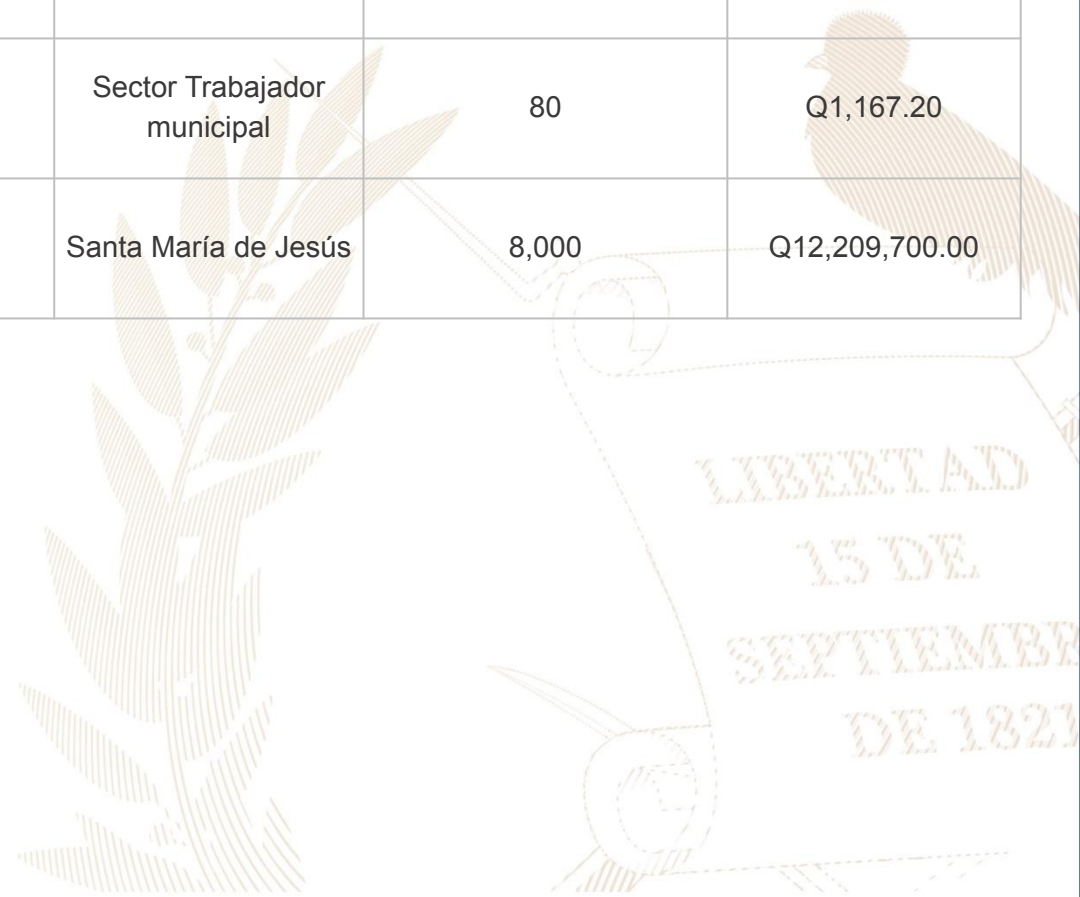 Sector Trabajador
municipal
80
Q1,167.20
Santa María de Jesús
8,000
Q12,209,700.00
LIBERTAD
15 DE
SEPTIEMBRE
DE 1821